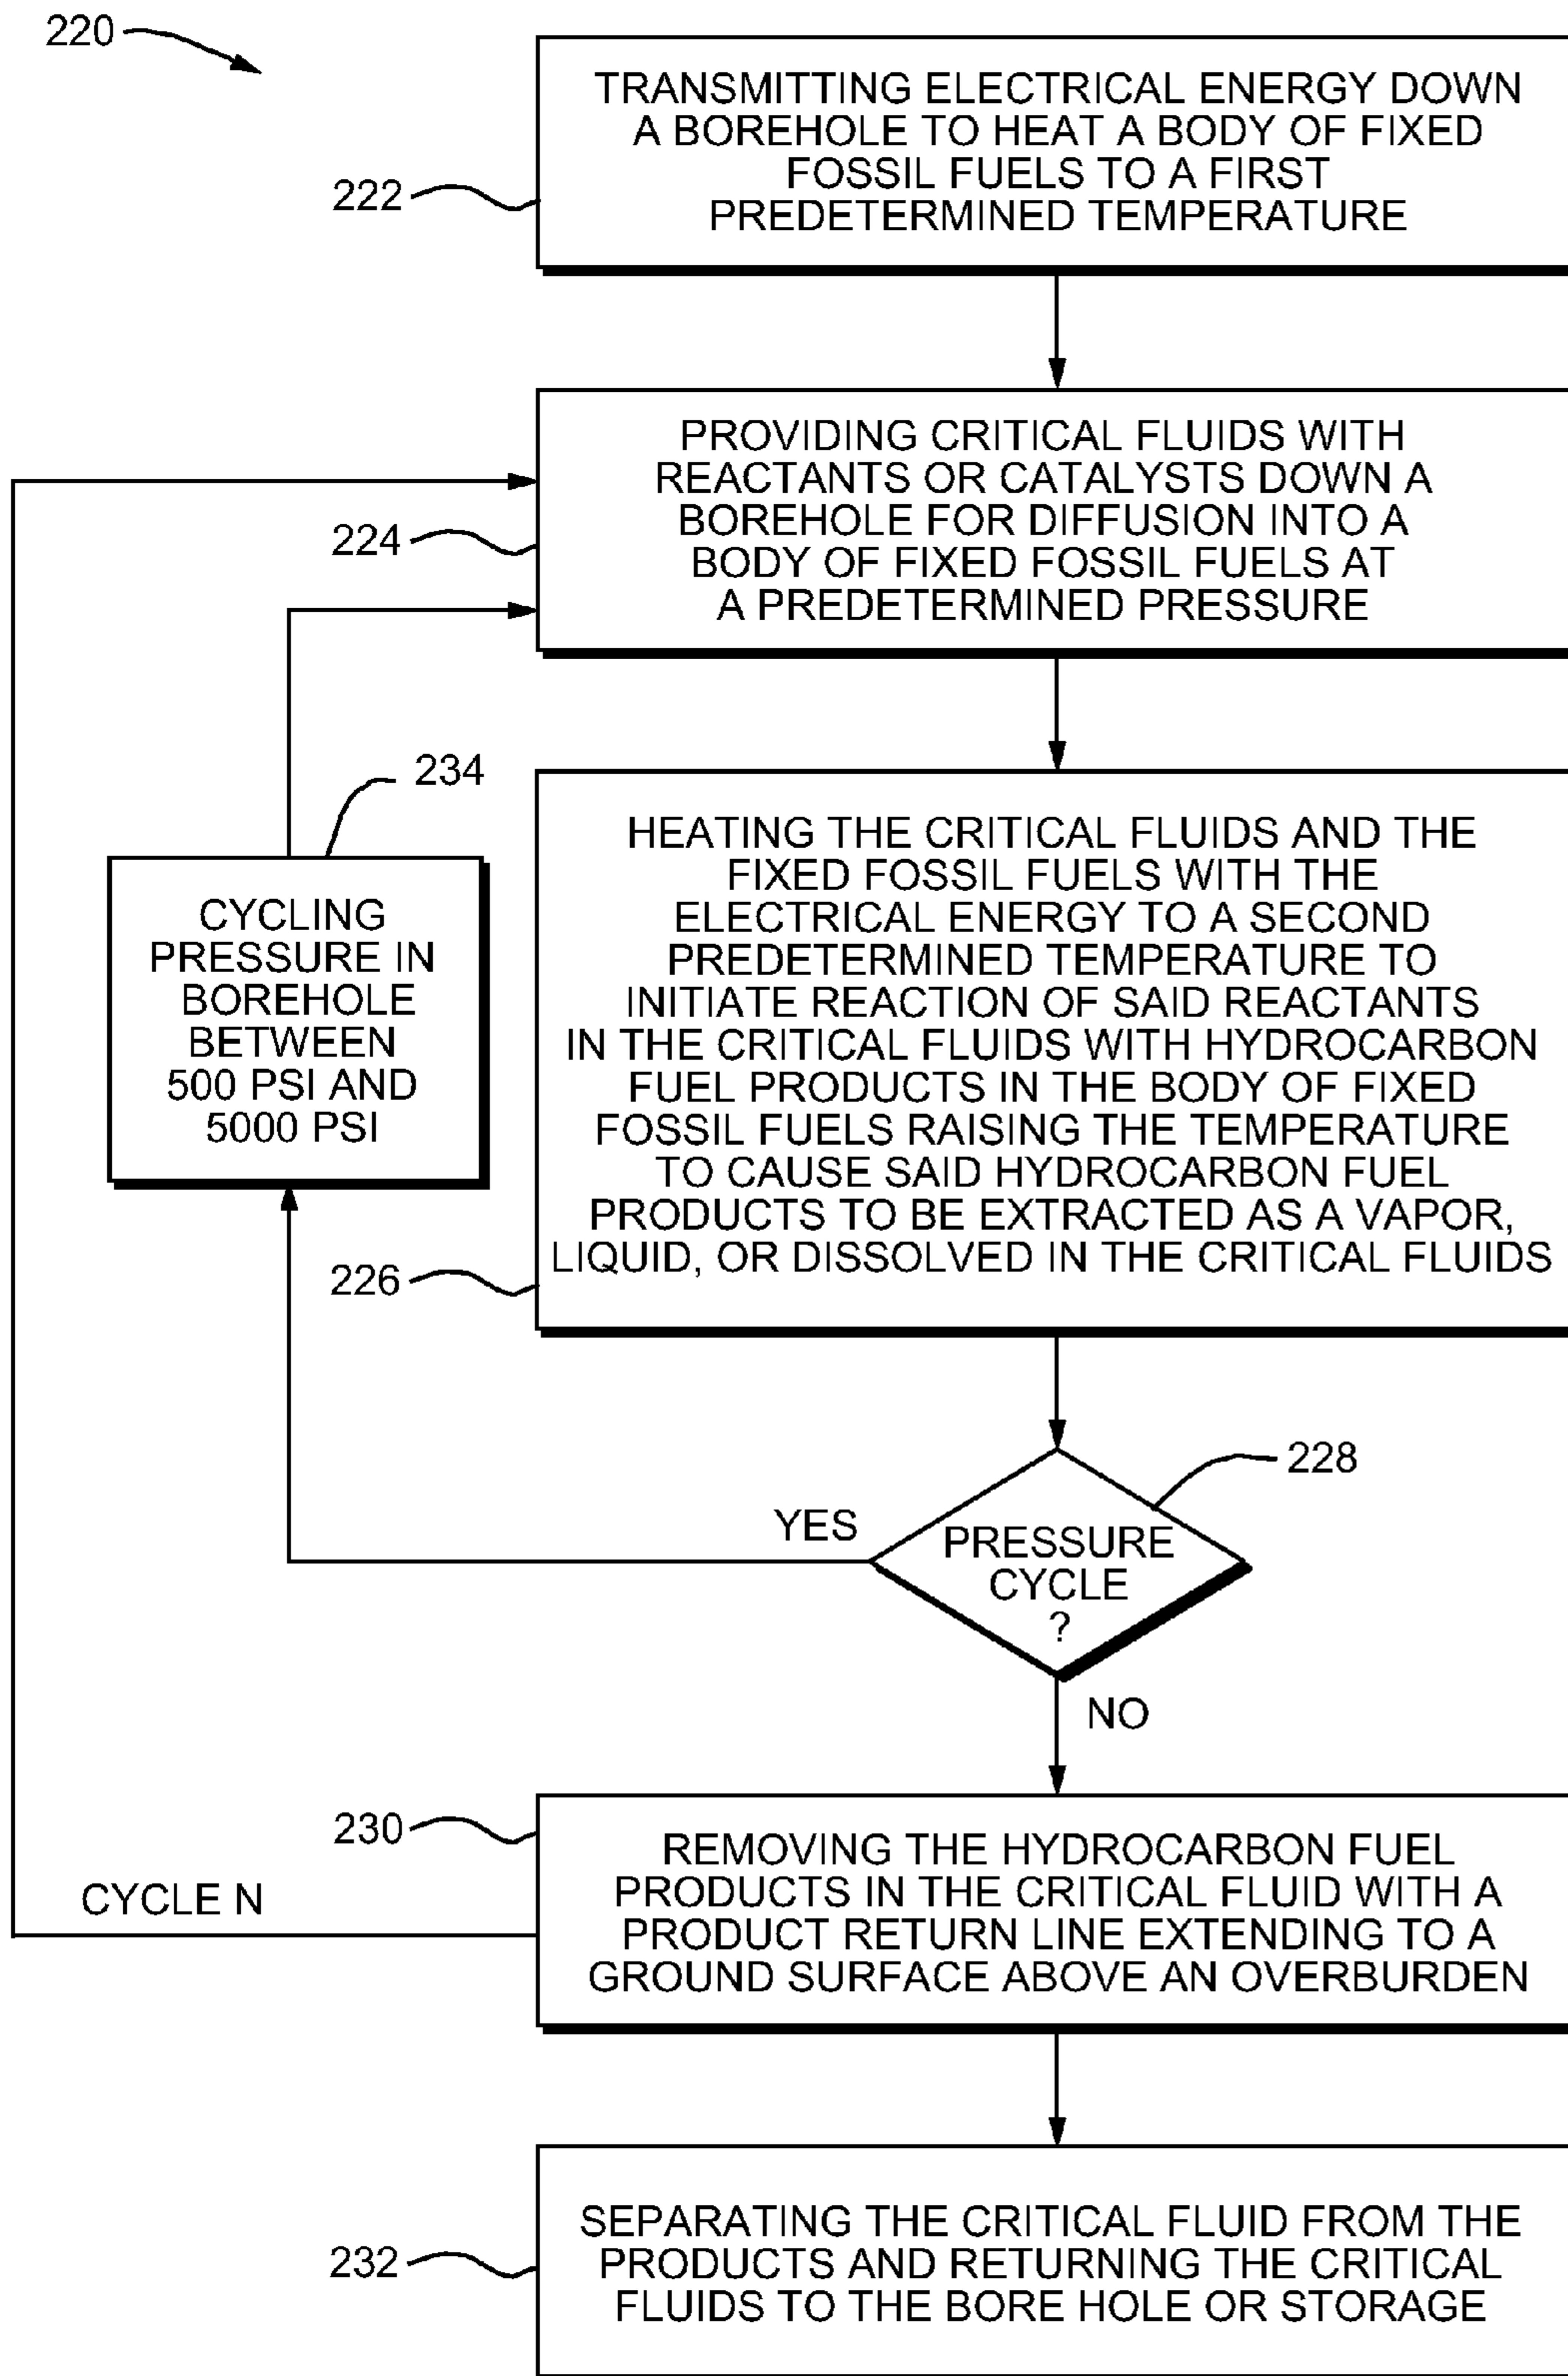 220
TRANSMITTING ELECTRICAL ENERGY DOWN
A BOREHOLE TO HEAT A BODY OF FIXED
FOSSIL FUELS TO A FIRST
PREDETERMINED TEMPERATURE
222
PROVIDING CRITICAL FLUIDS WITH
REACTANTS OR CATALYSTS DOWN A
BOREHOLE FOR DIFFUSION INTO A
BODY OF FIXED FOSSIL FUELS AT
A PREDETERMINED PRESSURE
224
234
CYCLING
PRESSURE IN
BOREHOLE
BETWEEN
500 PSI AND
5000 PSI
HEATING THE CRITICAL FLUIDS AND THE
FIXED FOSSIL FUELS WITH THE
ELECTRICAL ENERGY TO A SECOND
PREDETERMINED TEMPERATURE TO
INITIATE REACTION OF SAID REACTANTS
IN THE CRITICAL FLUIDS WITH HYDROCARBON
FUEL PRODUCTS IN THE BODY OF FIXED
FOSSIL FUELS RAISING THE TEMPERATURE
TO CAUSE SAID HYDROCARBON FUEL
PRODUCTS TO BE EXTRACTED AS A VAPOR,
LIQUID, OR DISSOLVED IN THE CRITICAL FLUIDS
226
228
YES
PRESSURE
CYCLE
?
NO
230
REMOVING THE HYDROCARBON FUEL
PRODUCTS IN THE CRITICAL FLUID WITH A
PRODUCT RETURN LINE EXTENDING TO A
GROUND SURFACE ABOVE AN OVERBURDEN
CYCLE N
SEPARATING THE CRITICAL FLUID FROM THE
PRODUCTS AND RETURNING THE CRITICAL
FLUIDS TO THE BORE HOLE OR STORAGE
232